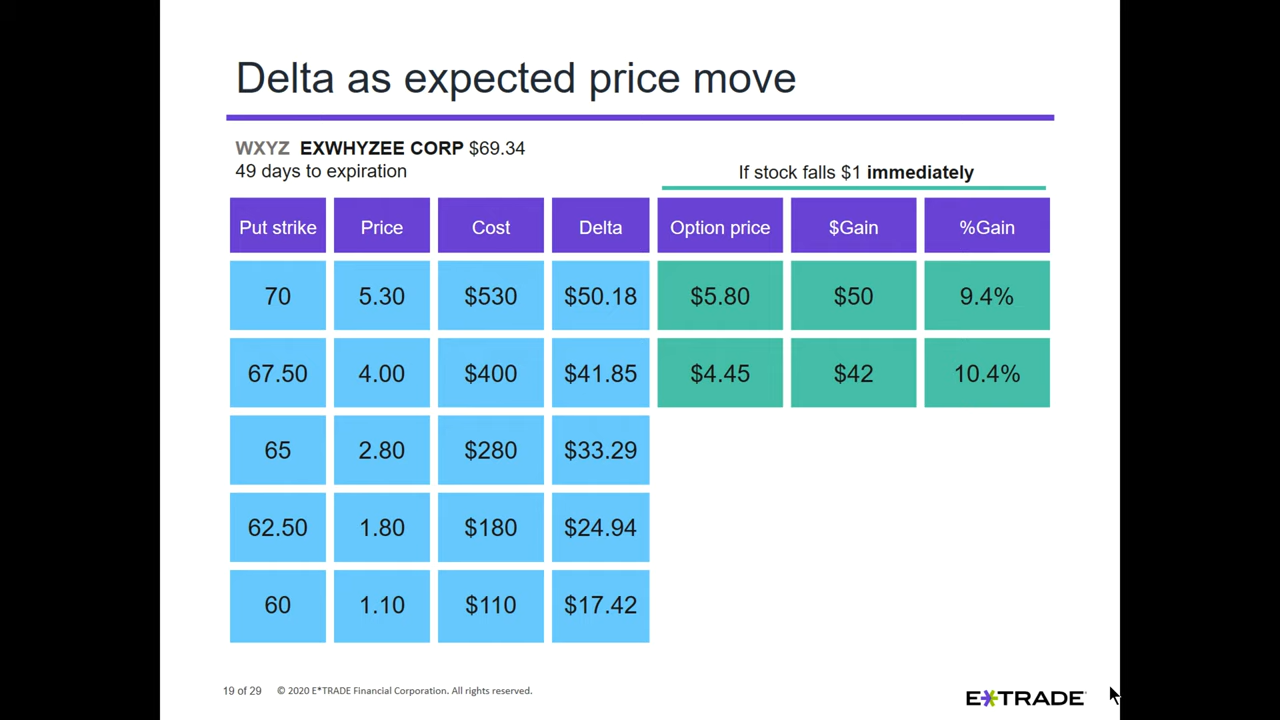 Delta as expected price move
WXYZ EXWHYZEE CORP $69.34
49 days to expiration
If stock falls $1 immediately
Put strike Price Cost Delta Option price $Gain %Gain
70 5.30 $530 $50.18 $5.80 $50 9.4%
67.50 4.00 $400 $41.85 $4.45 $42 10.4%
65 2.80 $280 $33.29
62.50 1.80 $180 $24.94
60 1.10 $110 $17.42
19 of 29 © 2020 E*TRADE Financial Corporation. All rights reserved.
E*TRADE